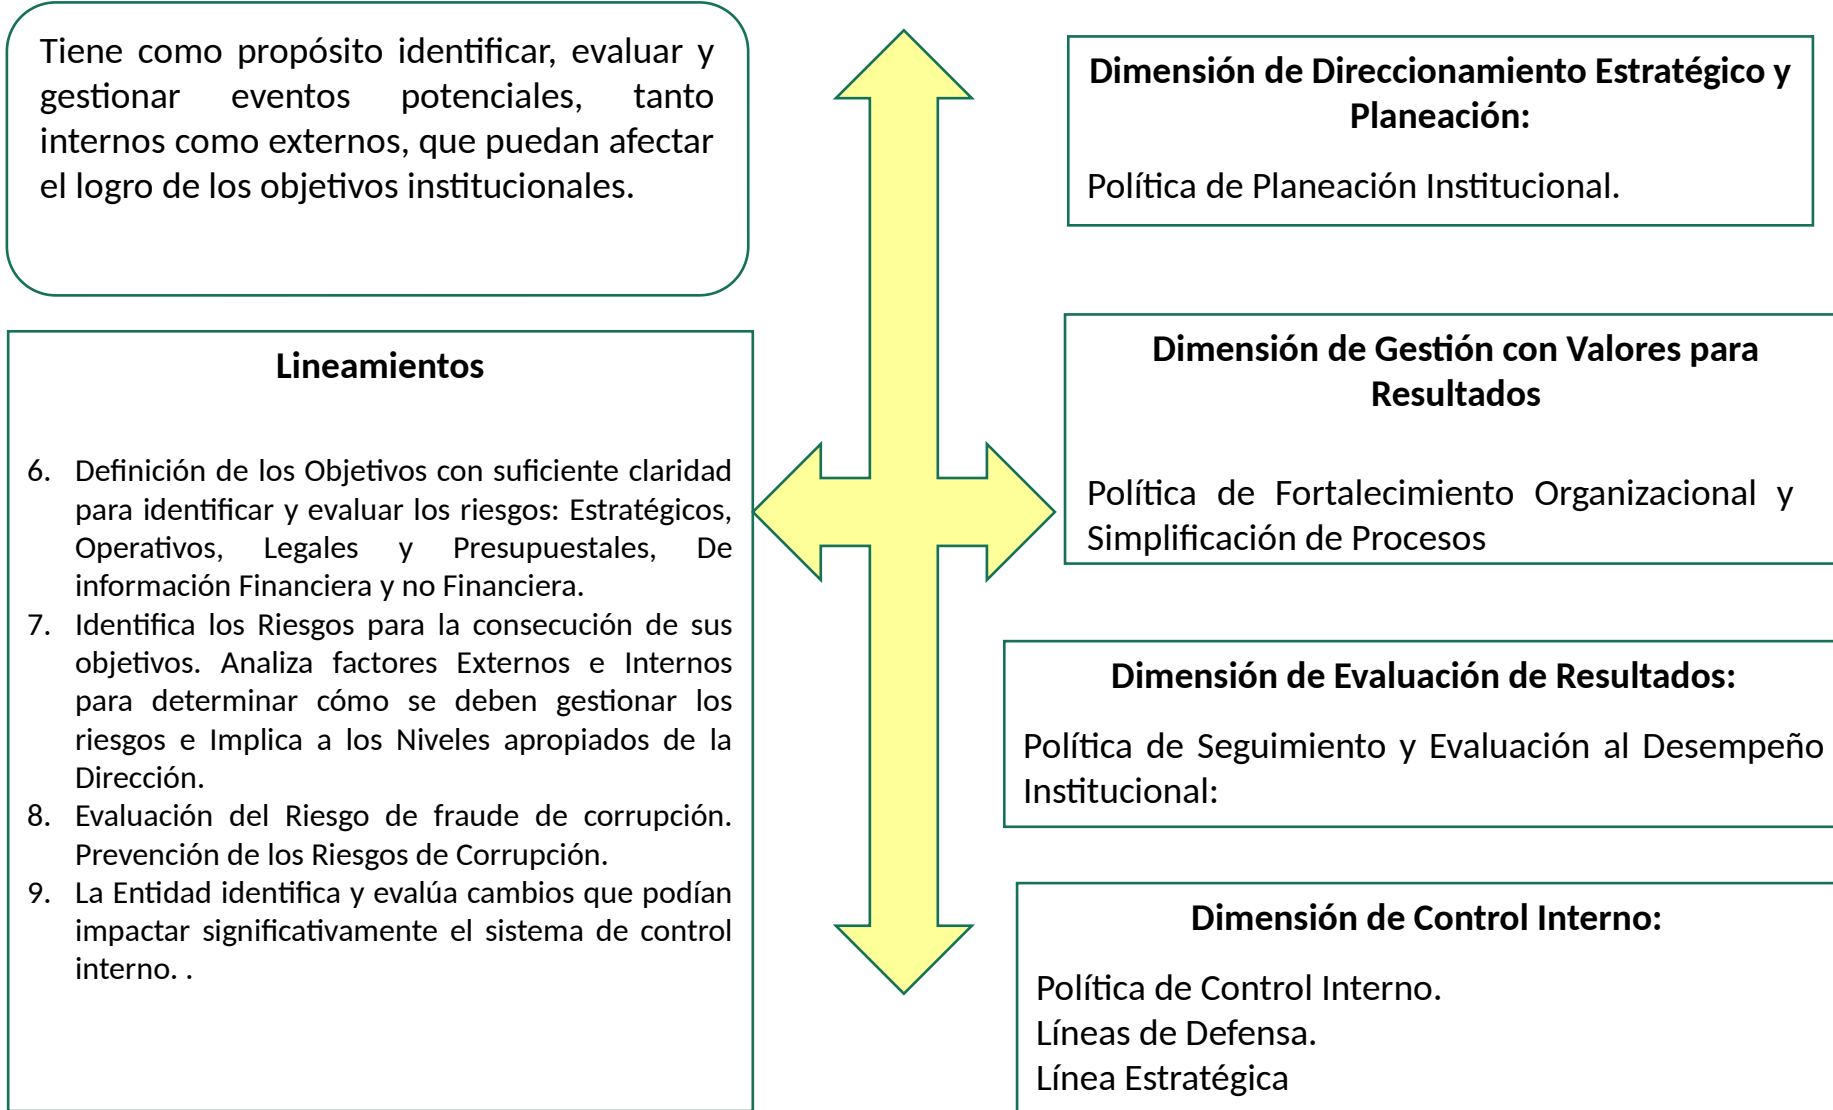 Tiene como propósito identificar, evaluar y
gestionar eventos potenciales, tanto
internos como externos, que puedan afectar
el logro de los objetivos institucionales.
Lineamientos
6. Definición de los Objetivos con suficiente claridad
para identificar y evaluar los riesgos: Estratégicos,
Operativos, Legales y Presupuestales, De
información Financiera y no Financiera.
7. Identifica los Riesgos para la consecución de sus
objetivos. Analiza factores Externos e Internos
para determinar cómo se deben gestionar los
riesgos e Implica a los Niveles apropiados de la
Dirección.
8. Evaluación del Riesgo de fraude de corrupción.
Prevención de los Riesgos de Corrupción.
9. La Entidad identifica y evalúa cambios que podían
impactar significativamente el sistema de control
interno. .
Dimensión de Direccionamiento Estratégico y
Planeación:
Política de Planeación Institucional.
Dimensión de Gestión con Valores para
Resultados
Política de Fortalecimiento Organizacional y
Simplificación de Procesos
Dimensión de Evaluación de Resultados:
Política de Seguimiento y Evaluación al Desempeño
Institucional:
Dimensión de Control Interno:
Política de Control Interno.
Líneas de Defensa.
Línea Estratégica